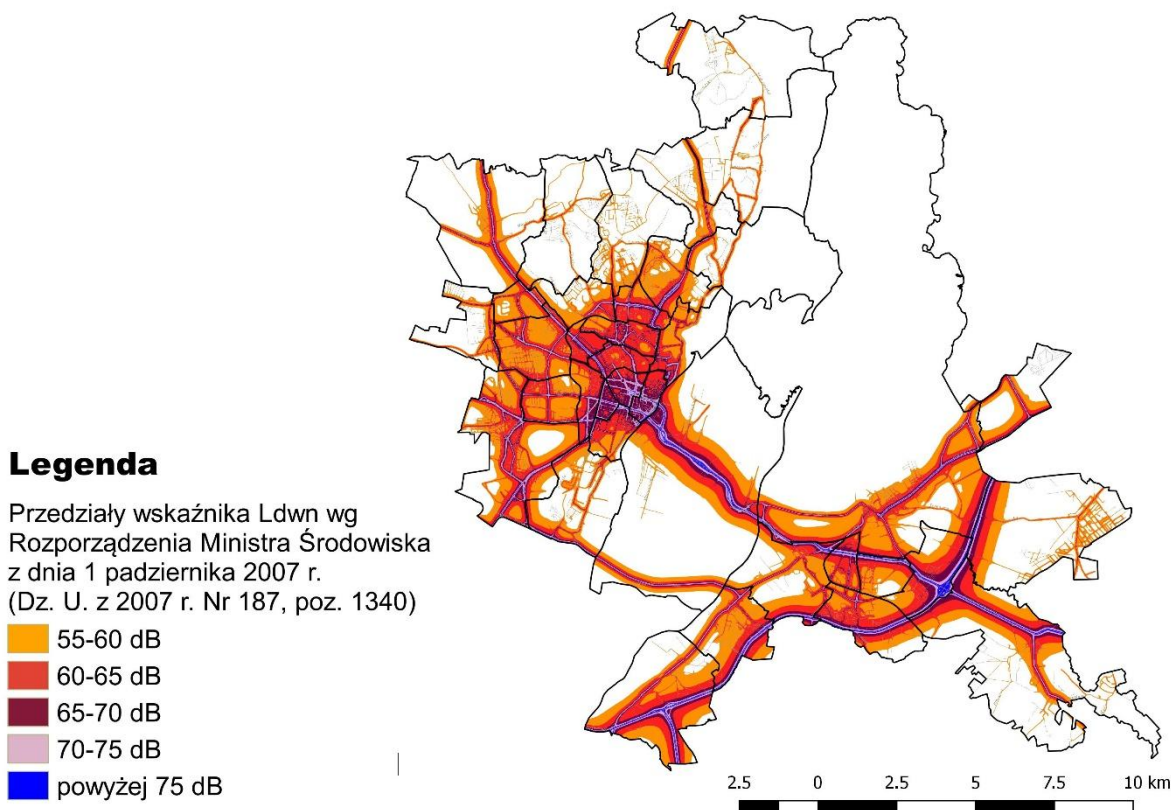 Legenda
Przedziały wskaźnika Ldwn wg
Rozporządzenia Ministra Środowiska
z dnia 1 padziernika 2007 r.
(Dz. U. z 2007 r. Nr 187, poz. 1340)
55-60 dB
60-65 dB
65-70 dB
70-75 dB
powyżej 75 dB
2.5 0 2.5 5 7.5 10 km